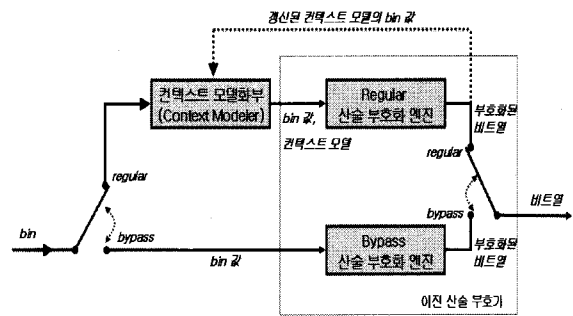 갱신된 컨텍스트 모델의 bin 값
컨텍스트 모델화부
(Context Modeler)
Regular
산술 부호화 엔진
bin 값,
컨텍스트 모델
부호화된
비트열
regular
regular
비트열
bypass
bin
bypass
bin 값
Bypass
산술 부호화 엔진
부호화된
비트열
이진 산술 부호기